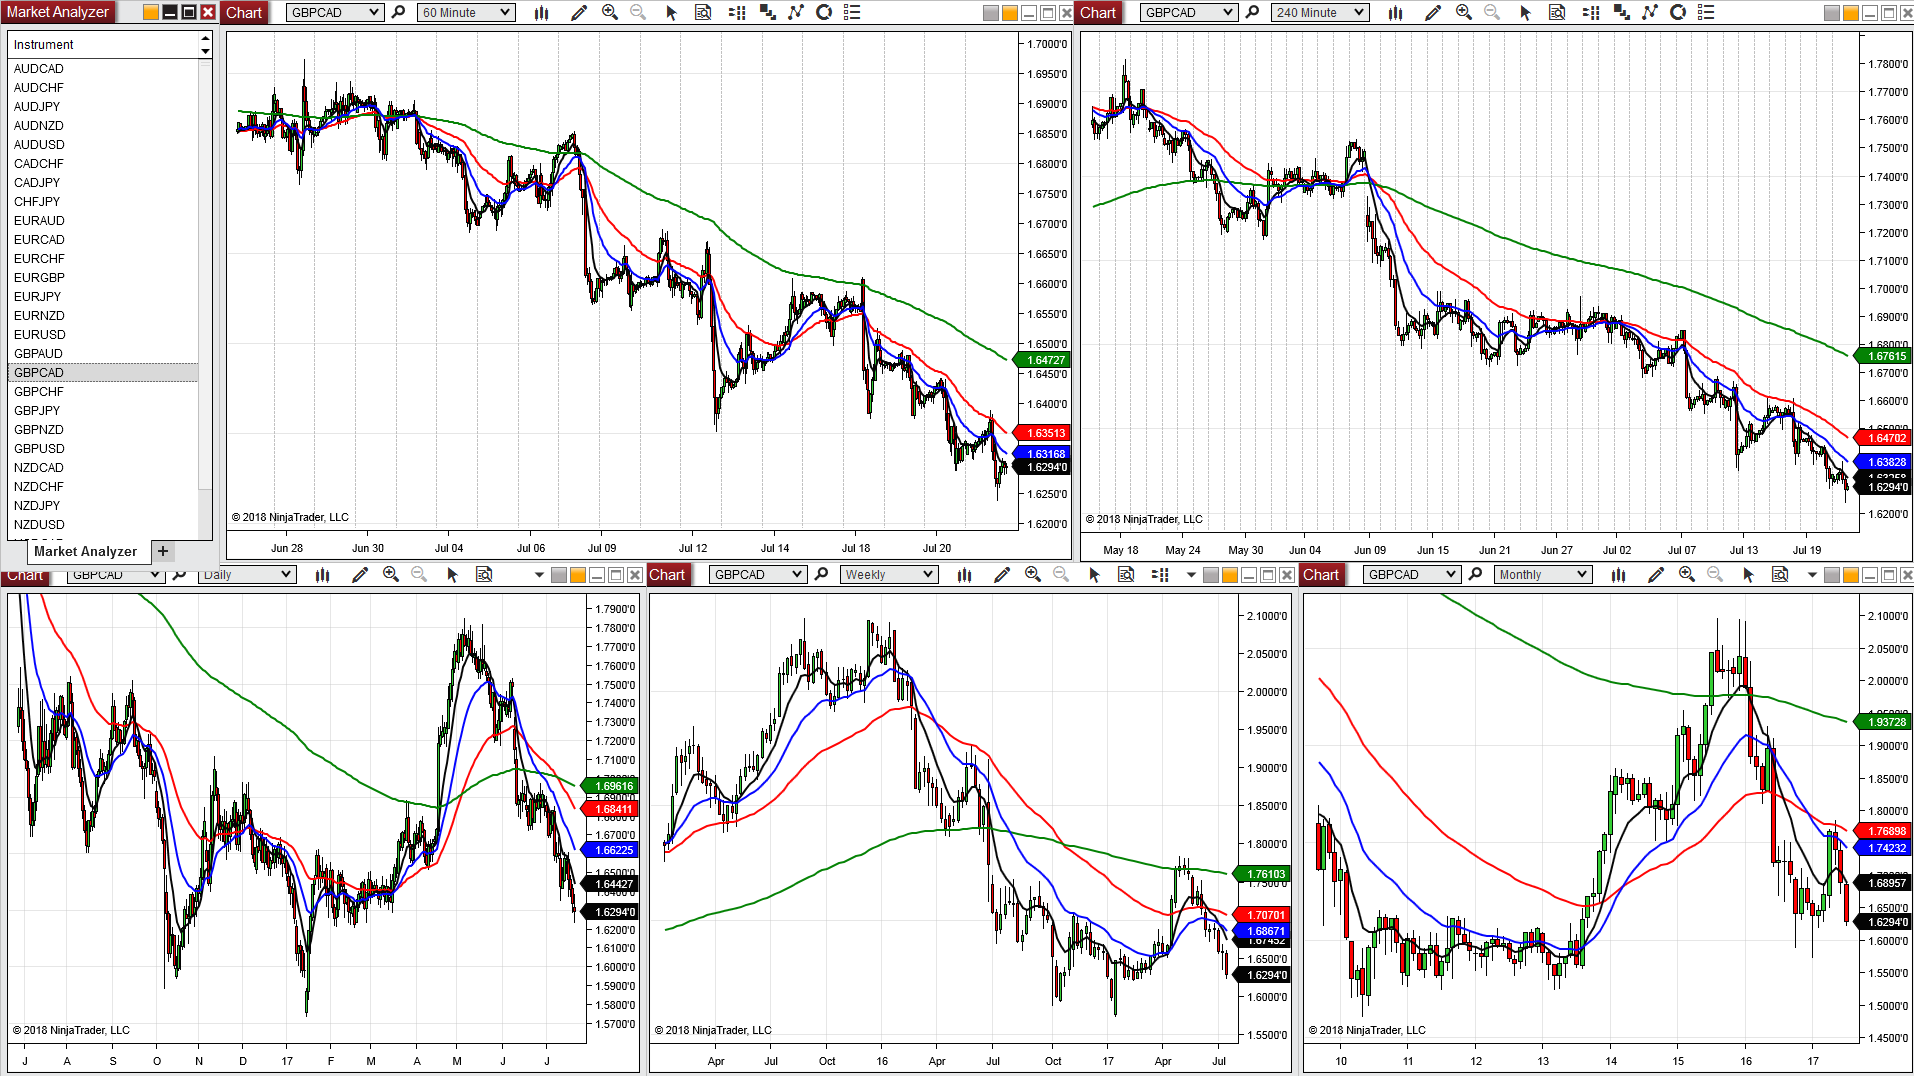 Market Analyzer
Instrument
AUDCAD
AUDCHF
AUDJPY
AUDNZD
AUDUSD
CADCHF
CADJPY
CHFJPY
EURAUD
EURCAD
EURCHF
EURGBP
EURJPY
EURNZD
EURUSD
GBPAUD
GBPCAD
GBPCHF
GBPJPY
GBPNZD
GBPUSD
NZDCAD
NZDCHF
NZDJPY
NZDUSD
Market Analyzer +
Chart GBPCAD 60 Minute
1.7000'0
1.6950'0
1.6900'0
1.6850'0
1.6800'0
1.6750'0
1.6700'0
1.6650'0
1.6600'0
1.6550'0
1.6500'0
1.64727
1.6450'0
1.6400'0
1.63513
1.63168
1.6294'0
1.6250'0
1.6200'0
© 2018 NinjaTrader, LLC
Jun 28 Jun 30 Jul 04 Jul 06 Jul 09 Jul 12 Jul 14 Jul 18 Jul 20
Chart GBPCAD 240 Minute
1.7800'0
1.7700'0
1.7600'0
1.7500'0
1.7400'0
1.7300'0
1.7200'0
1.7100'0
1.7000'0
1.6900'0
1.6800'0
1.67615
1.6700'0
1.6600'0
1.6500'0
1.64702
1.63828
1.6294'0
1.6200'0
© 2018 NinjaTrader, LLC
May 18 May 24 May 30 Jun 04 Jun 09 Jun 15 Jun 21 Jun 27 Jul 02 Jul 07 Jul 13 Jul 19
Chart GBPCAD Daily
1.7900'0
1.7800'0
1.7700'0
1.7600'0
1.7500'0
1.7400'0
1.7300'0
1.7200'0
1.7100'0
1.69616
1.68411
1.6700'0
1.66225
1.6500'0
1.64427
1.6294'0
1.6200'0
1.6100'0
1.6000'0
1.5900'0
1.5800'0
1.5700'0
© 2018 NinjaTrader, LLC
J A S O N D 17 F M A M J J
Chart GBPCAD Weekly
2.1000'0
2.0500'0
2.0000'0
1.9500'0
1.9000'0
1.8500'0
1.8000'0
1.76103
1.7500'0
1.70701
1.68671
1.67452
1.6500'0
1.6294'0
1.6000'0
1.5500'0
© 2018 NinjaTrader, LLC
Apr Jul Oct 16 Apr Jul Oct 17 Apr Jul
Chart GBPCAD Monthly
2.1000'0
2.0500'0
2.0000'0
1.93728
1.9000'0
1.8500'0
1.8000'0
1.76898
1.74232
1.68957
1.6500'0
1.6294'0
1.6000'0
1.5500'0
1.5000'0
1.4500'0
© 2018 NinjaTrader, LLC
10 11 12 13 14 15 16 17